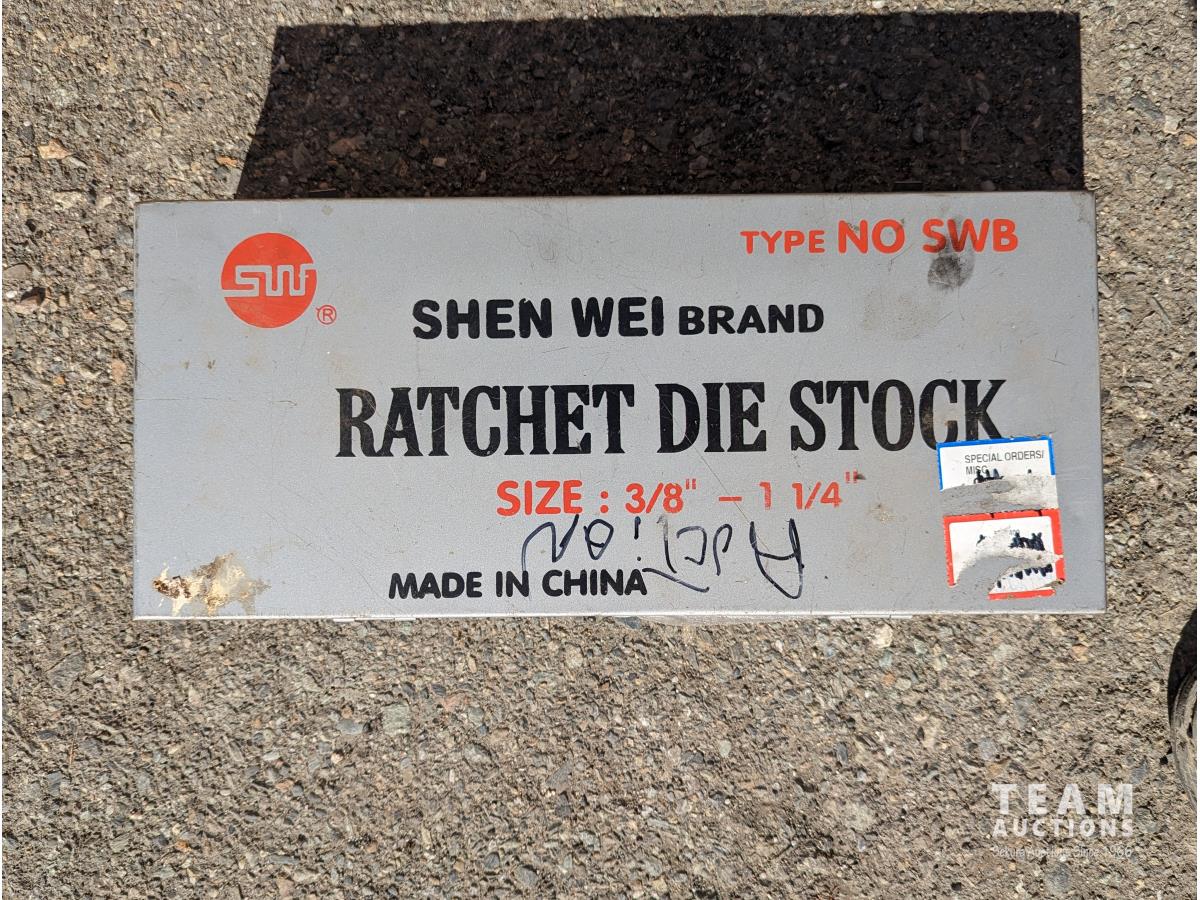 SW
®
TYPE NO SWB
SHEN WEI BRAND
RATCHET DIE STOCK
SIZE : 3/8" – 1 1/4"
AucTioN
MADE IN CHINA
SPECIAL ORDERS/
MISC
TEAM
AUCTIONS